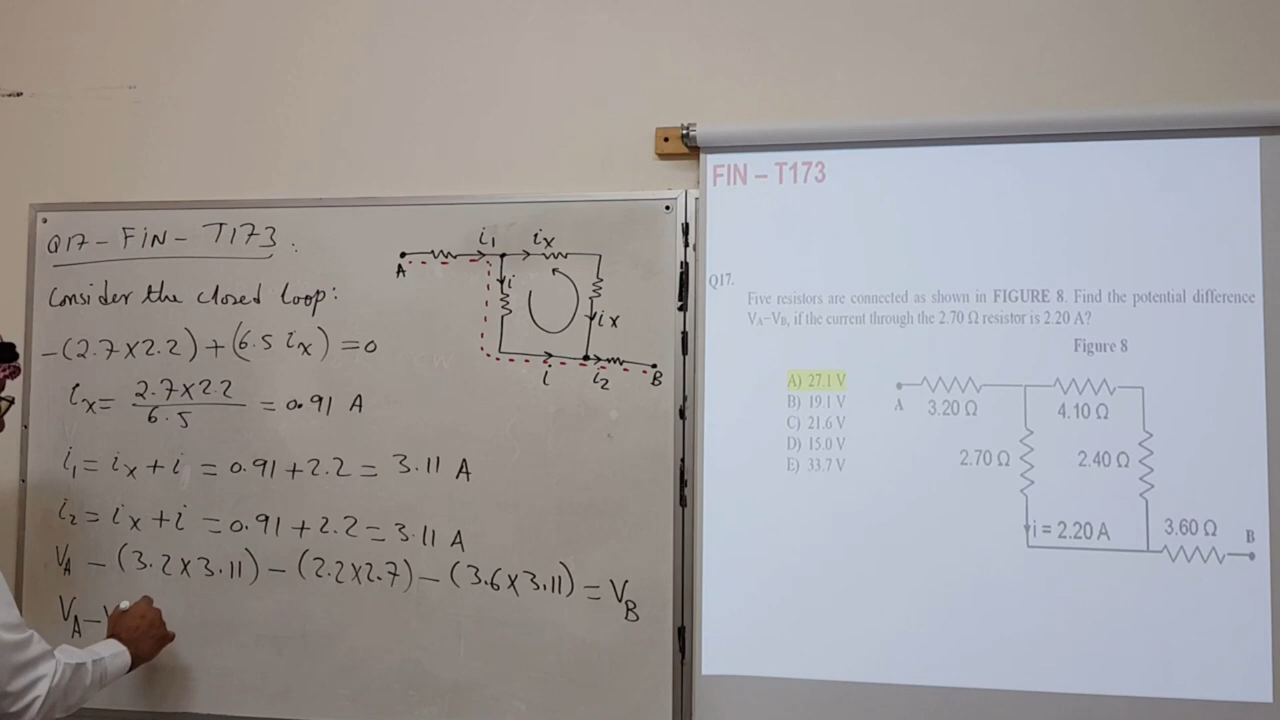 Q17 - FIN - T173.
Consider the closed loop:
-(2.7×2.2)+(6.5 ix)=0
ix= 2.7×2.2 / 6.5 = 0.91 A
i1= ix+i = 0.91+2.2= 3.11 A
i2= ix+i =0.91+2.2=3.11 A
VA - (3.2×3.11) - (2.2×2.7) - (3.6×3.11) = VB
VA -
i1
ix
A
i
ix
i
i2
B
FIN – T173
Q17.
Five resistors are connected as shown in FIGURE 8. Find the potential difference
VA–VB, if the current through the 2.70 Ω resistor is 2.20 A?
Figure 8
A) 27.1 V
B) 19.1 V
C) 21.6 V
D) 15.0 V
E) 33.7 V
A
3.20 Ω
4.10 Ω
2.70 Ω
2.40 Ω
i = 2.20 A
3.60 Ω
B